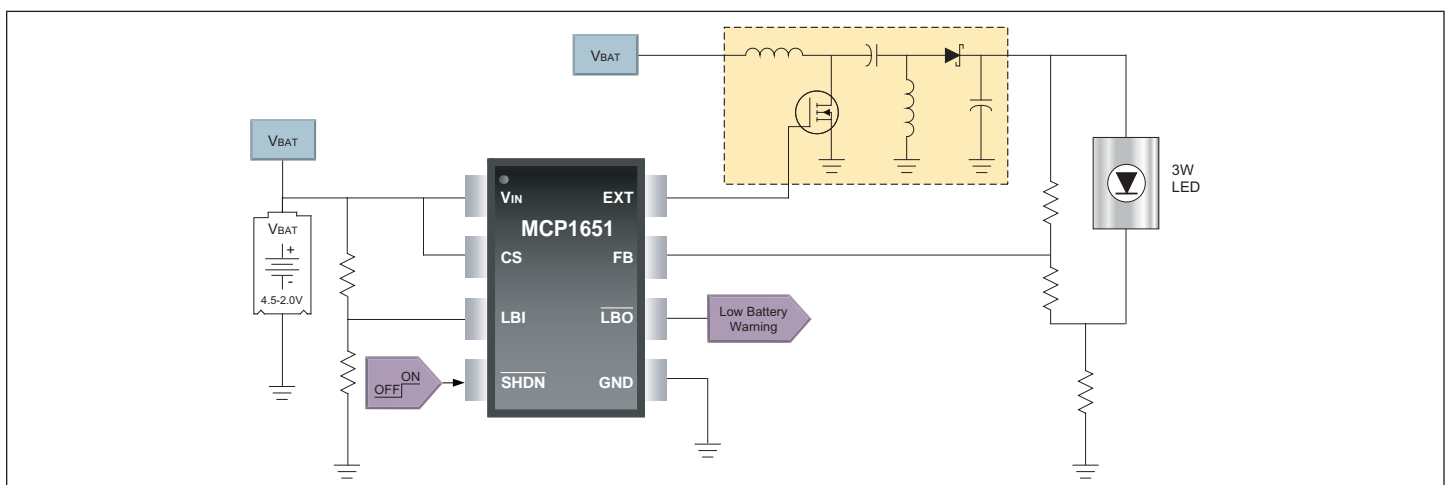 VBAT
VBAT
VBAT
+
-
4.5-2.0V
OFF ON
MCP1651
VIN
CS
LBI
SHDN
EXT
FB
LBO
GND
Low Battery
Warning
3W
LED